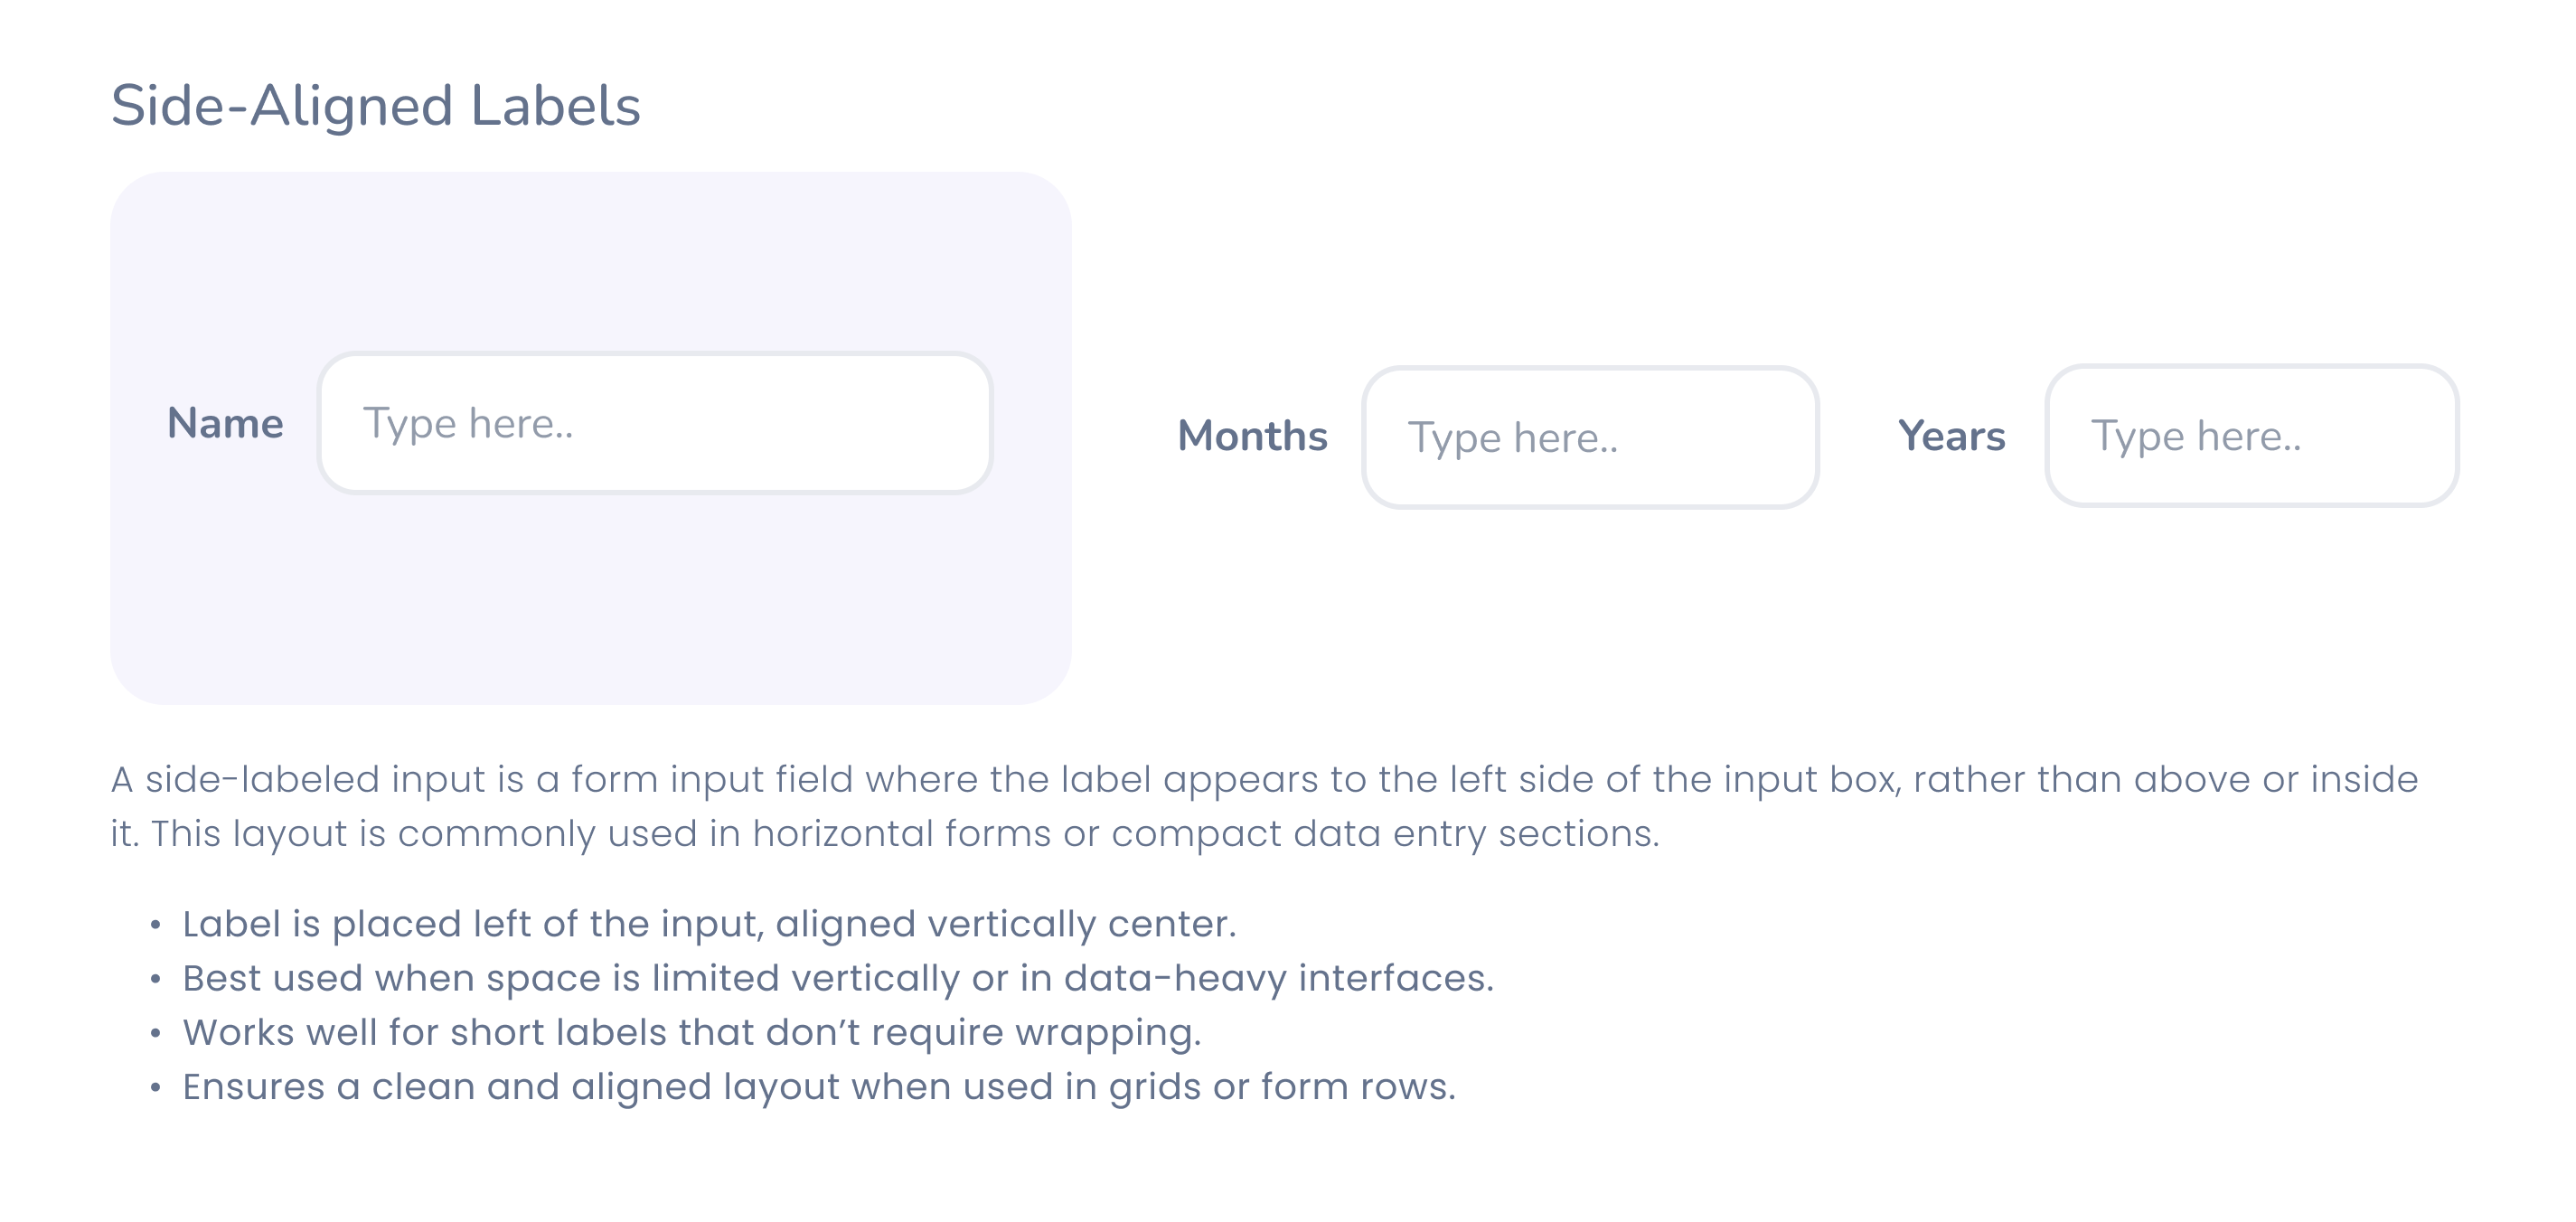 Side-Aligned Labels
Name
Type here..
Months
Type here..
Years
Type here..
A side-labeled input is a form input field where the label appears to the left side of the input box, rather than above or inside
it. This layout is commonly used in horizontal forms or compact data entry sections.
• Label is placed left of the input, aligned vertically center.
• Best used when space is limited vertically or in data-heavy interfaces.
• Works well for short labels that don’t require wrapping.
• Ensures a clean and aligned layout when used in grids or form rows.